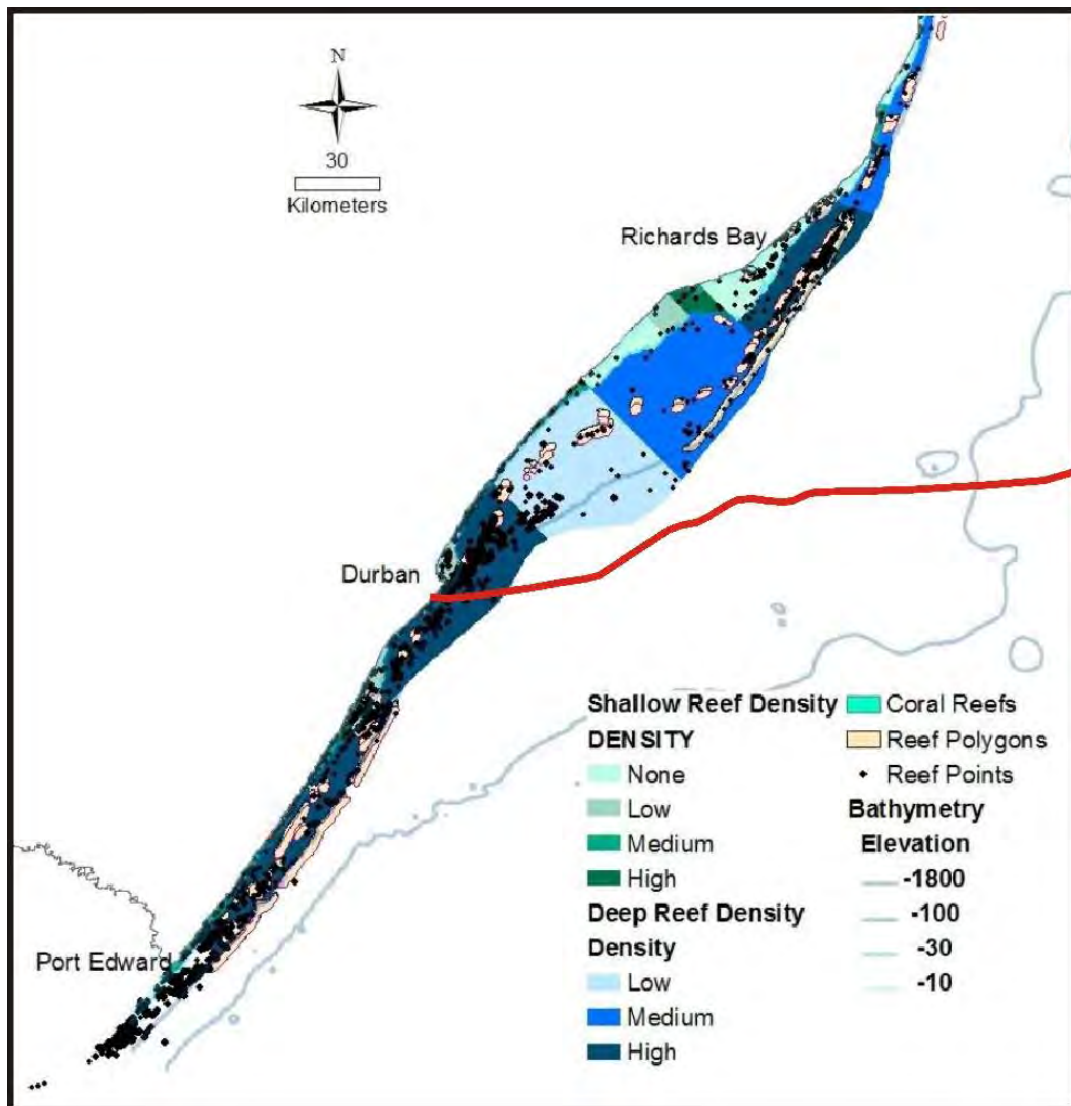 N
30
Kilometers
Richards Bay
Durban
Port Edward
Shallow Reef Density
DENSITY
None
Low
Medium
High
Deep Reef Density
Density
Low
Medium
High
Coral Reefs
Reef Polygons
Reef Points
Bathymetry
Elevation
-1800
-100
-30
-10